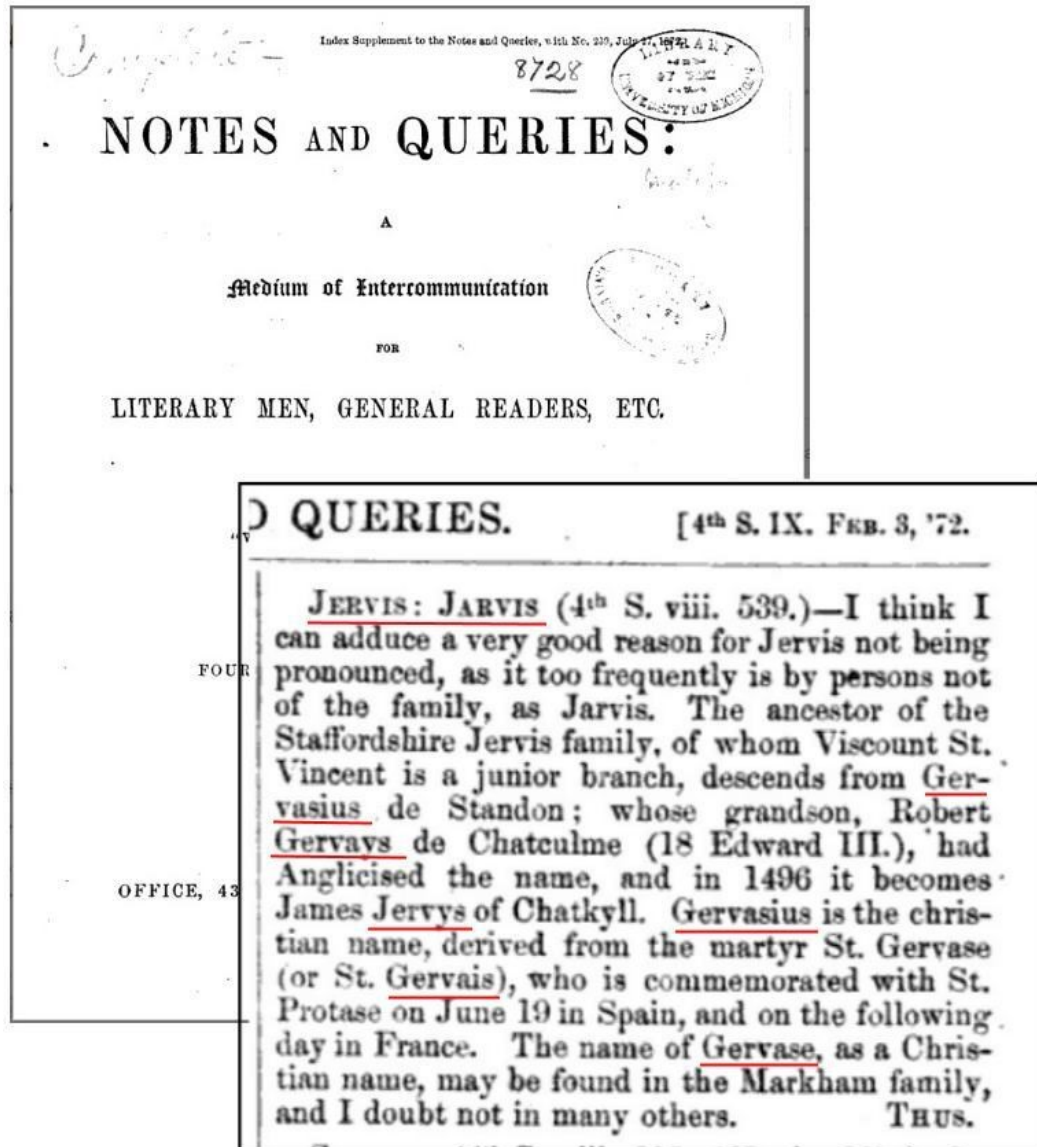 Index Supplement to the Notes and Queries, with No. 239, July 27, 1872.
8728
LIBRARY
UNIVERSITY OF MICHIGAN
NOTES AND QUERIES:
A
Medium of Intercommunication
FOR
LITERARY MEN, GENERAL READERS, ETC.
FOUR
OFFICE, 43
QUERIES. [4th S. IX. FEB. 3, '72.
JERVIS: JARVIS (4th S. viii. 539.)—I think I
can adduce a very good reason for Jervis not being
pronounced, as it too frequently is by persons not
of the family, as Jarvis. The ancestor of the
Staffordshire Jervis family, of whom Viscount St.
Vincent is a junior branch, descends from Ger-
vasius de Standon; whose grandson, Robert
Gervays de Chatculme (18 Edward III.), had
Anglicised the name, and in 1496 it becomes
James Jervys of Chatkyll. Gervasius is the chris-
tian name, derived from the martyr St. Gervase
(or St. Gervais), who is commemorated with St.
Protase on June 19 in Spain, and on the following
day in France. The name of Gervase, as a Chris-
tian name, may be found in the Markham family,
and I doubt not in many others. THUS.